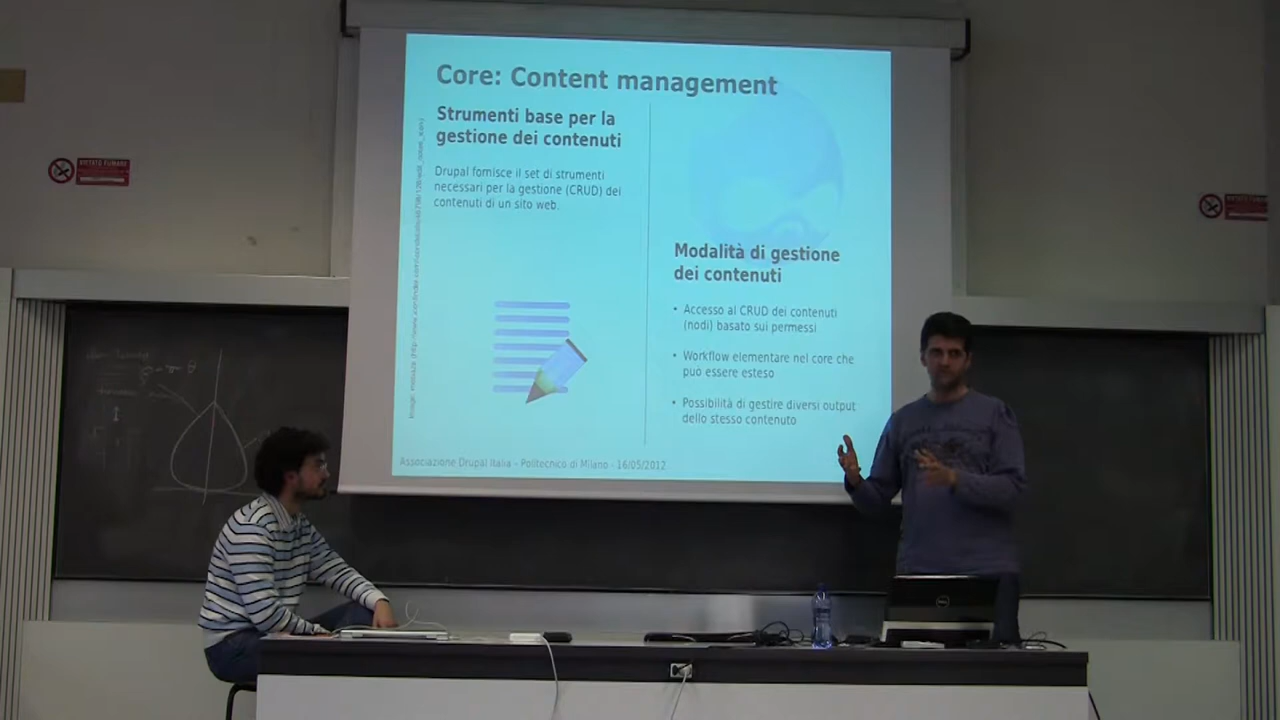 Core: Content management
Strumenti base per la
gestione dei contenuti
Drupal fornisce il set di strumenti
necessari per la gestione (CRUD) dei
contenuti di un sito web.
Modalità di gestione
dei contenuti
• Accesso al CRUD dei contenuti
(nodi) basato sui permessi
• Workflow elementare nel core che
può essere esteso
• Possibilità di gestire diversi output
dello stesso contenuto
Associazione Drupal Italia - Politecnico di Milano - 16/05/2012
VIETATO FUMARE
DELL